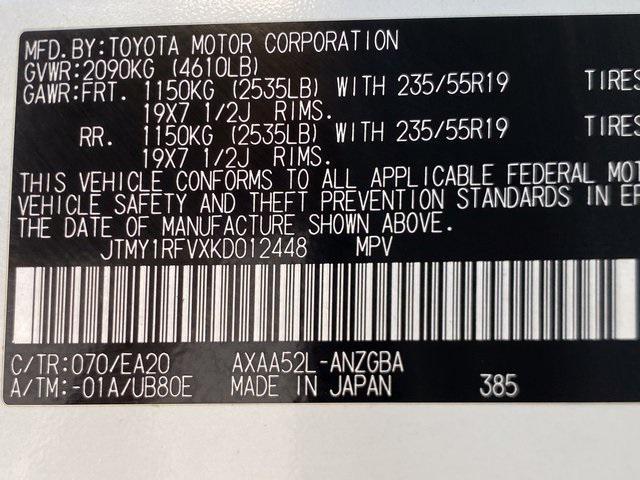 MFD.BY:TOYOTA MOTOR CORPORATION
GVWR:2090KG (4610LB)
GAWR:FRT. 1150KG (2535LB) WITH 235/55R19 TIRES
19X7 1/2J RIMS.
RR. 1150KG (2535LB) WITH 235/55R19 TIRES
19X7 1/2J RIMS.
THIS VEHICLE CONFORMS TO ALL APPLICABLE FEDERAL MOT
VEHICLE SAFETY AND THEFT PREVENTION STANDARDS IN EF
THE DATE OF MANUFACTURE SHOWN ABOVE.
JTMY1RFVXKD012448 MPV
C/TR:070/EA20 AXAA52L-ANZGBA
A/TM:-01A/UB80E MADE IN JAPAN 385